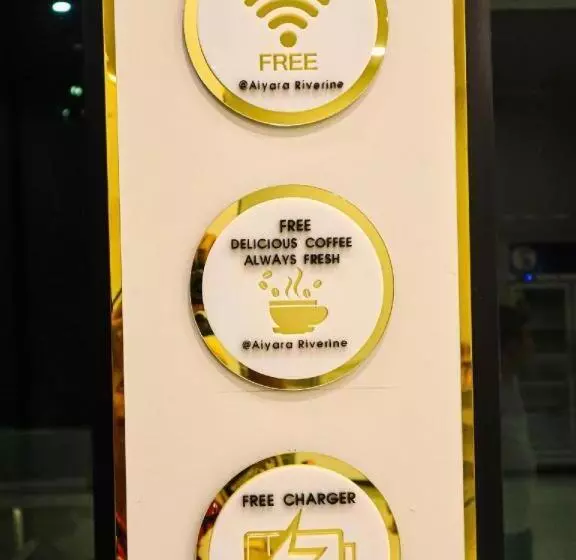 FREE
@Aiyara Riverine
FREE
DELICIOUS COFFEE
ALWAYS FRESH
@Aiyara Riverine
FREE CHARGER